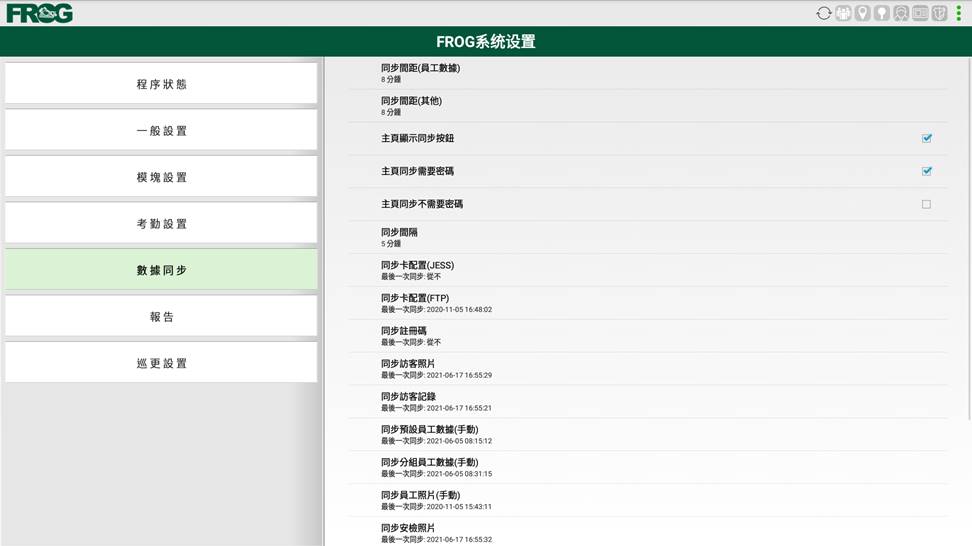 FROG
FROG系统设置
程序狀態
一般設置
模塊設置
考勤設置
數據同步
報告
巡更設置
同步間距(員工數據)
8 分鐘
同步間距(其他)
8 分鐘
主頁顯示同步按鈕
主頁同步需要密碼
主頁同步不需要密碼
同步間隔
5 分鐘
同步卡配置(JESS)
最後一次同步: 從不
同步卡配置(FTP)
最後一次同步: 2020-11-05 16:48:02
同步註冊碼
最後一次同步: 從不
同步訪客照片
最後一次同步: 2021-06-17 16:55:29
同步訪客記錄
最後一次同步: 2021-06-17 16:55:21
同步預設員工數據(手動)
最後一次同步: 2021-06-05 08:15:12
同步分組員工數據(手動)
最後一次同步: 2021-06-05 08:31:15
同步員工照片(手動)
最後一次同步: 2020-11-05 15:43:11
同步安檢照片
最後一次同步: 2021-06-17 16:55:32